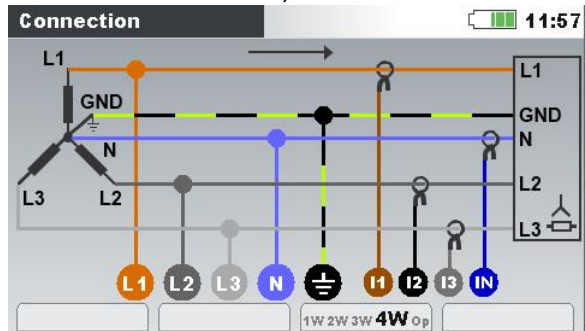 Connection 11:57
L1 L1
GND GND
N N
L3 L2 L2
L3
L1 L2 L3 N I1 I2 I3 IN
1W 2W 3W 4W Op